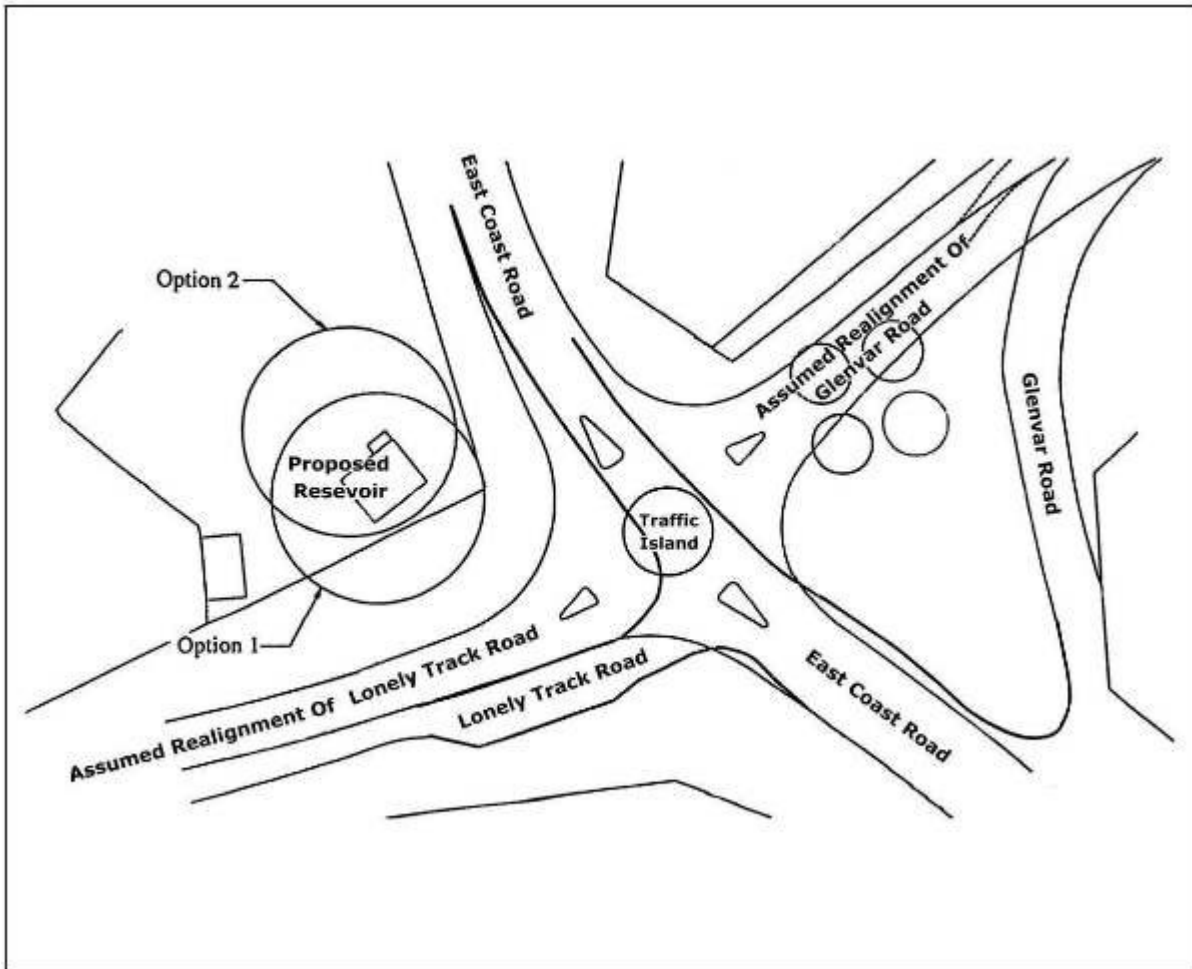 East Coast Road
Option 2
Assumed Realignment Of
Glenvar Road
Glenvar Road
Proposed
Resevoir
Traffic
Island
Option 1
Assumed Realignment Of Lonely Track Road
Lonely Track Road
East Coast Road